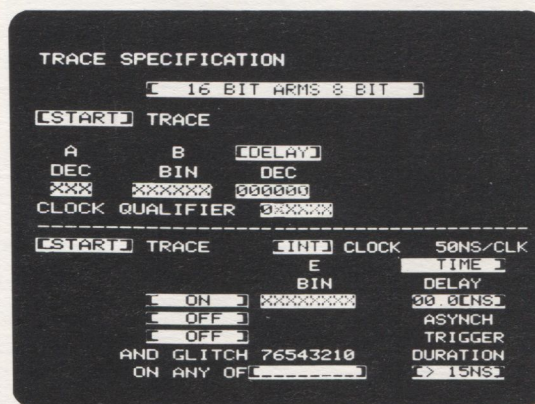 TRACE SPECIFICATION
[ 16 BIT ARMS 8 BIT ]
[START] TRACE
A B [DELAY]
DEC BIN DEC
XXX XXXXXX 000000
CLOCK QUALIFIER 0XXXX
[START] TRACE [INT] CLOCK 50NS/CLK
E TIME ]
BIN DELAY
[ ON ] XXXXXXXX 00.0[NS]
[ OFF ] ASYNCH
[ OFF ] TRIGGER
AND GLITCH 76543210 DURATION
ON ANY OF [________] [> 15NS]